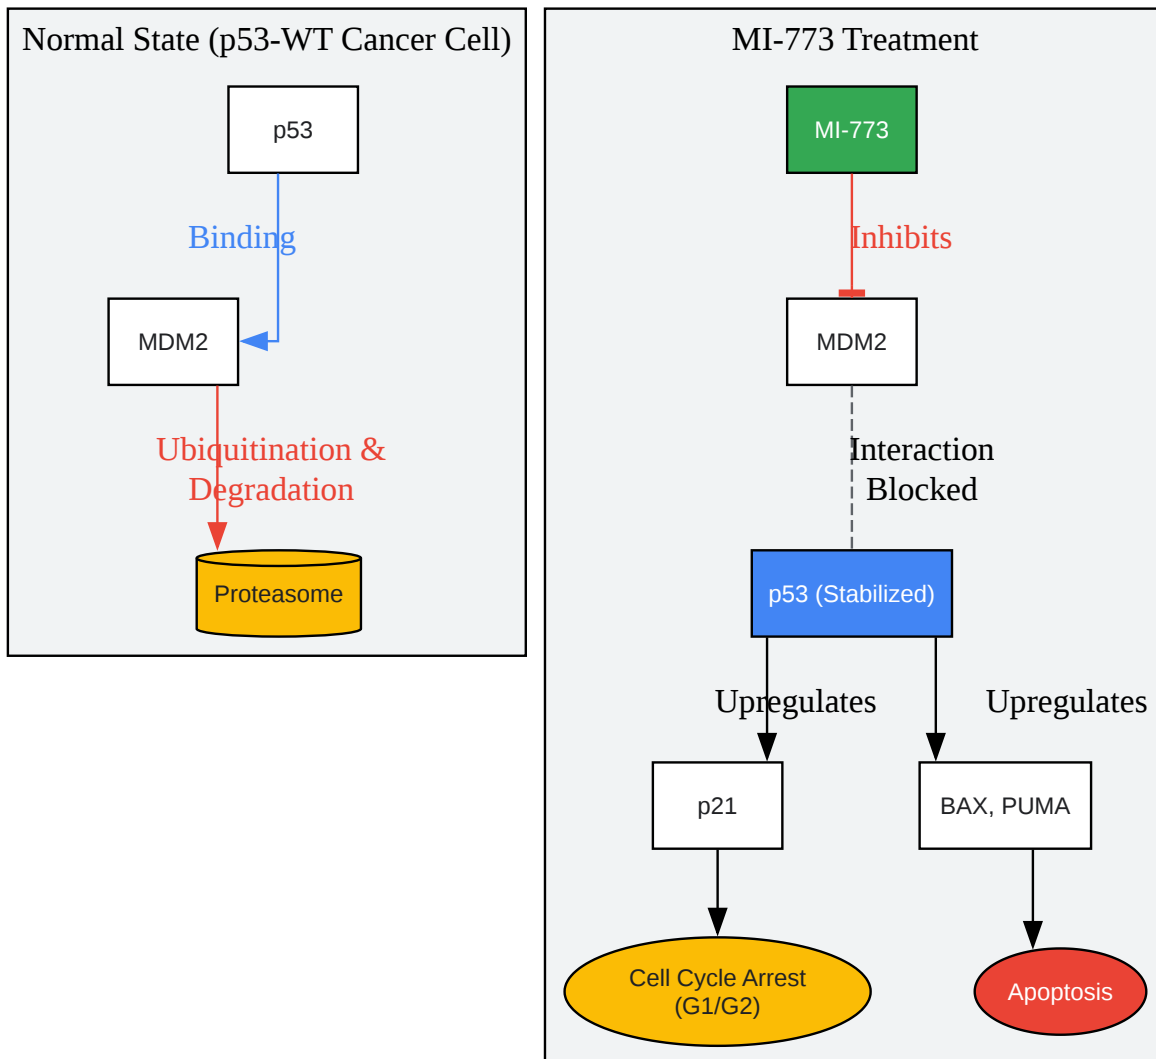 Normal State (p53-WT Cancer Cell)
p53
Binding
MDM2
Ubiquitination &
Degradation
Proteasome
MI-773 Treatment
MI-773
Inhibits
MDM2
Interaction
Blocked
p53 (Stabilized)
Upregulates
Upregulates
p21
BAX, PUMA
Cell Cycle Arrest
(G1/G2)
Apoptosis